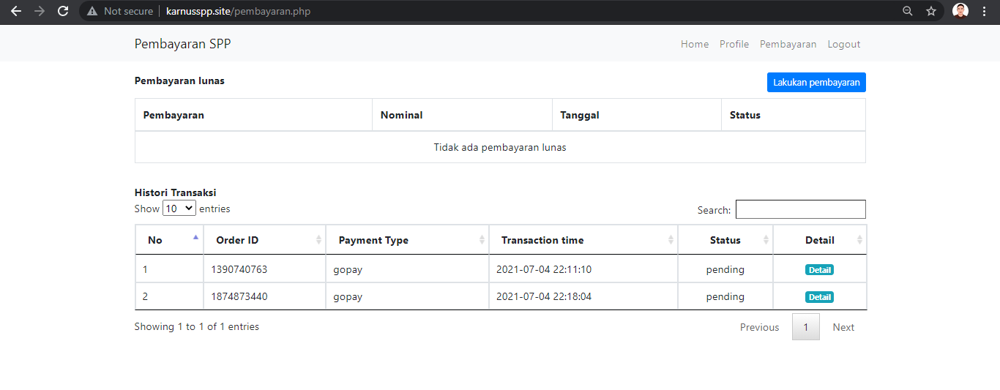 Not secure karnusspp.site/pembayaran.php
Pembayaran SPP Home Profile Pembayaran Logout
Pembayaran lunas Lakukan pembayaran
Pembayaran Nominal Tanggal Status
Tidak ada pembayaran lunas
Histori Transaksi
Show 10 entries Search:
No Order ID Payment Type Transaction time Status Detail
1 1390740763 gopay 2021-07-04 22:11:10 pending Detail
2 1874873440 gopay 2021-07-04 22:18:04 pending Detail
Showing 1 to 1 of 1 entries Previous 1 Next